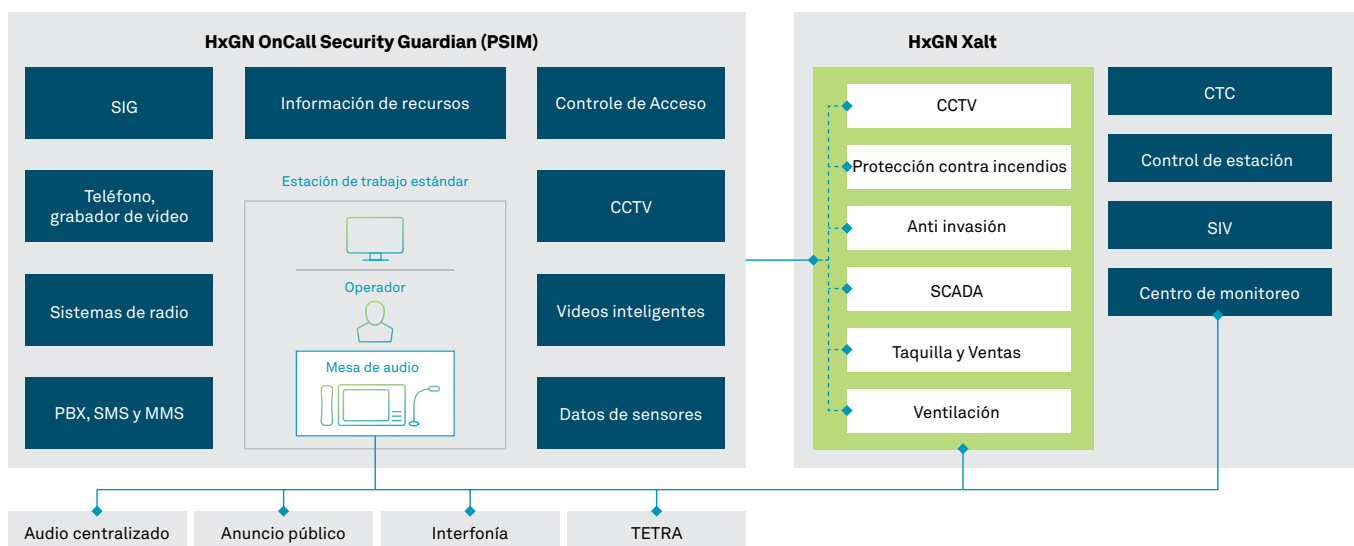 HxGN OnCall Security Guardian (PSIM)
SIG
Información de recursos
Controle de Acceso
Teléfono,
grabador de video
Estación de trabajo estándar
CCTV
Operador
Sistemas de radio
Videos inteligentes
Mesa de audio
PBX, SMS y MMS
Datos de sensores
HxGN Xalt
CCTV
Protección contra incendios
Anti invasión
SCADA
Taquilla y Ventas
Ventilación
CTC
Control de estación
SIV
Centro de monitoreo
Audio centralizado
Anuncio público
Interfonía
TETRA